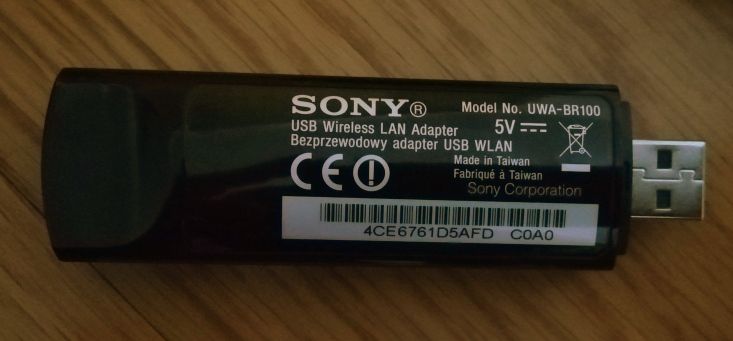 SONY® Model No. UWA-BR100
USB Wireless LAN Adapter 5V
Bezprzewodowy adapter USB WLAN
Made in Taiwan
Fabriqué à Taiwan
Sony Corporation
CE
4CE6761D5AFD C0A0